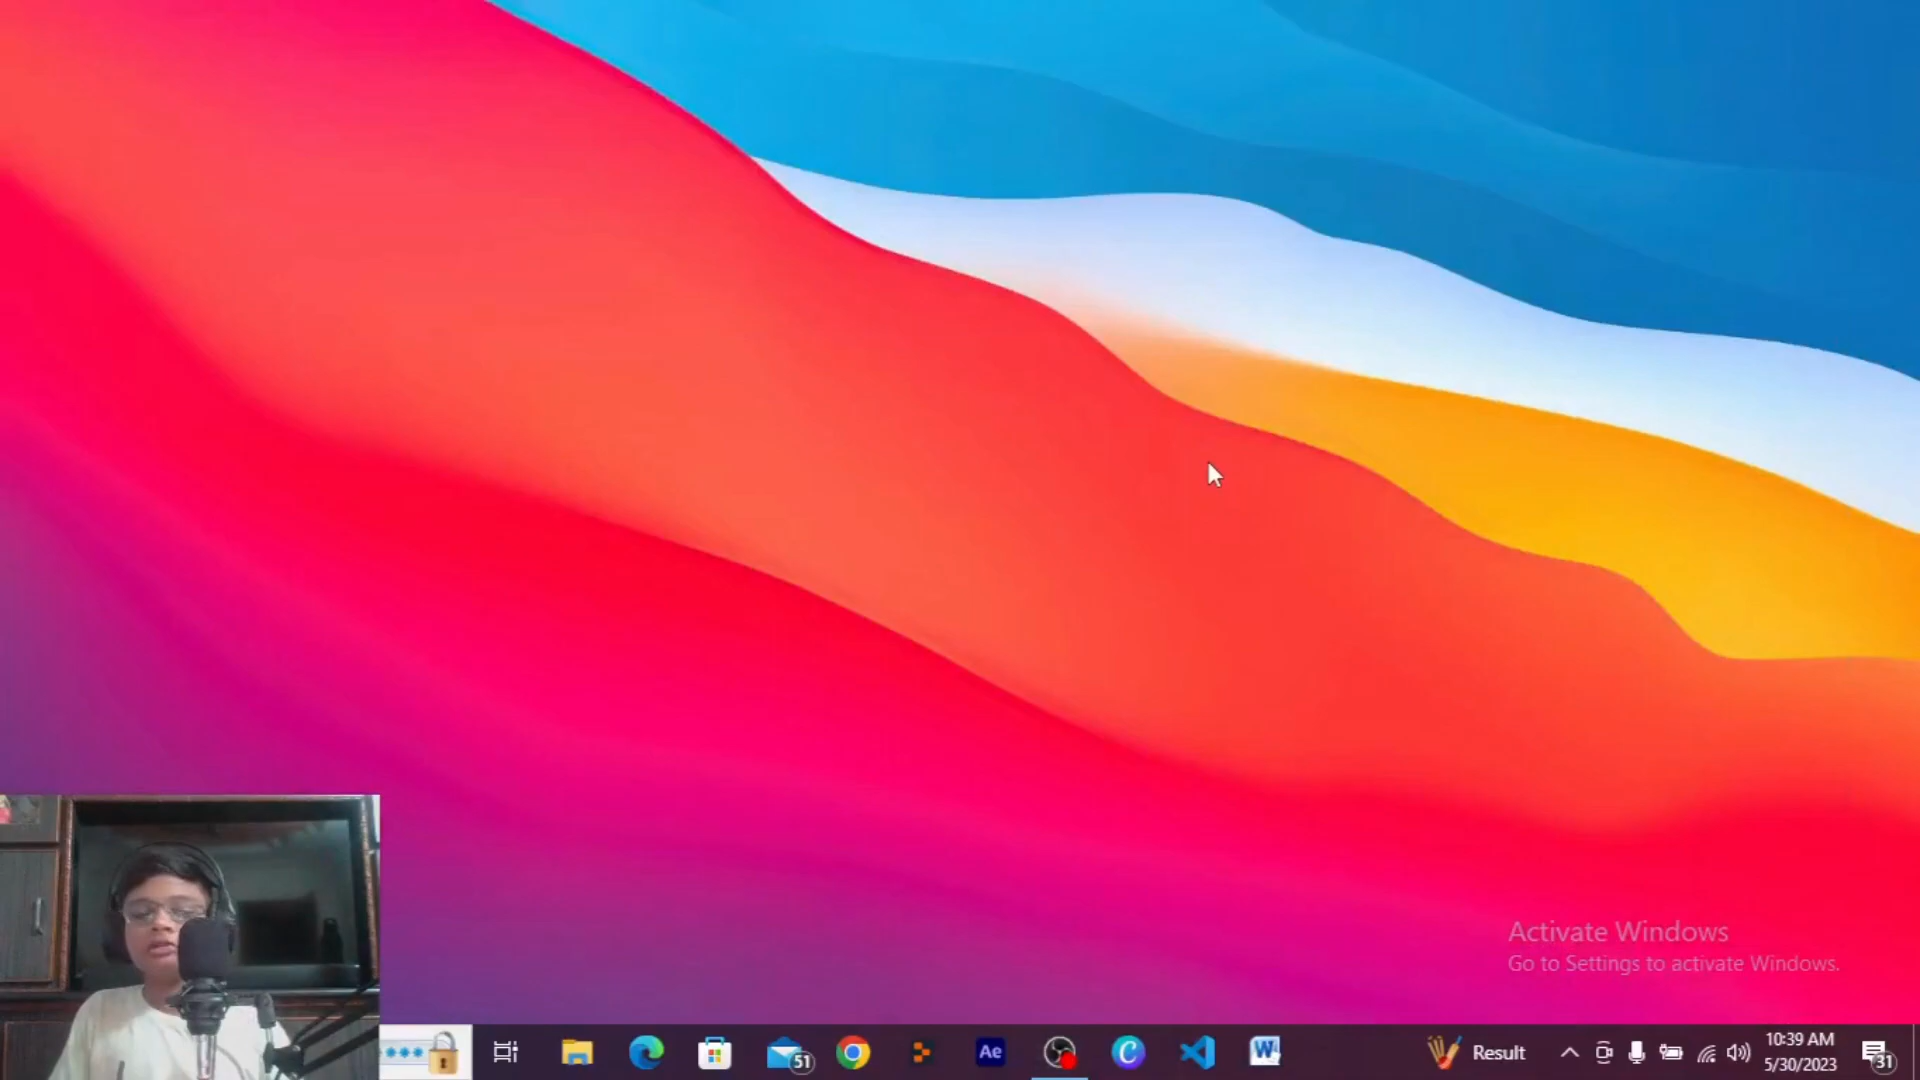 Activate Windows
Go to Settings to activate Windows.
51
Ae
C
W
Result
10:39 AM
5/30/2023
31